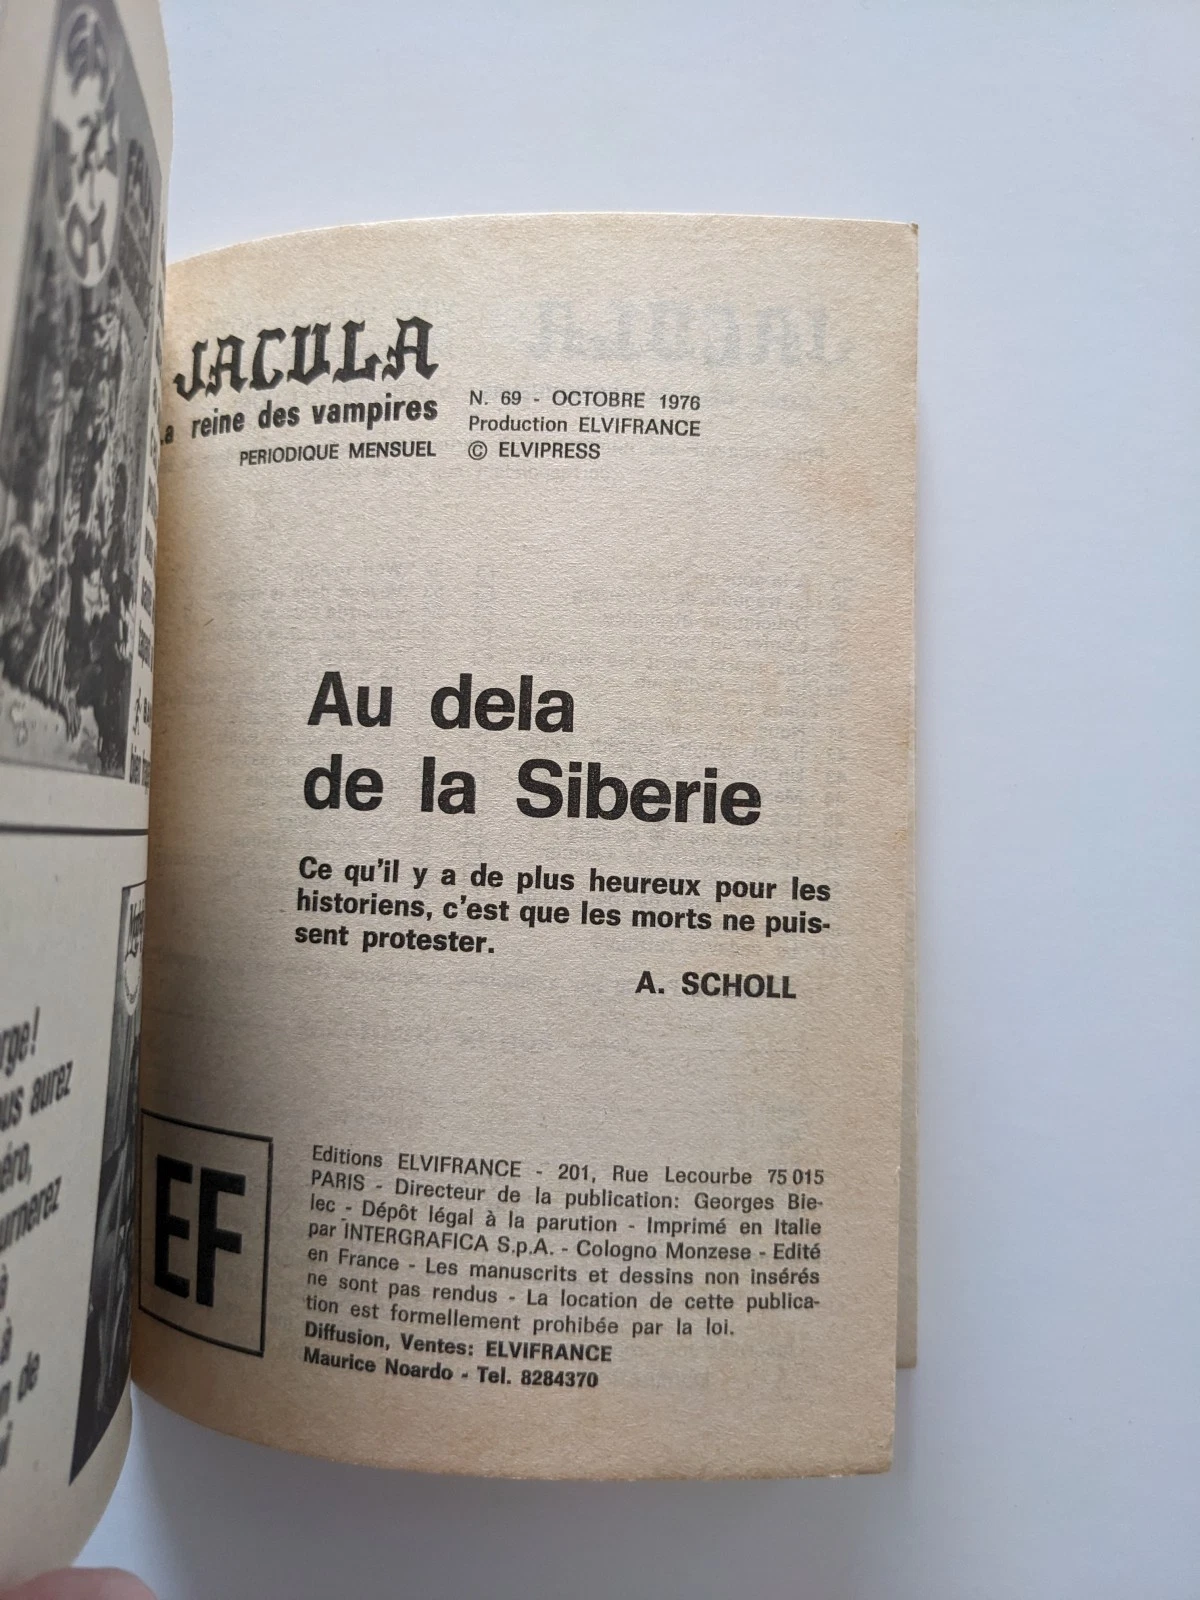 JACULA
a reine des vampires
PERIODIQUE MENSUEL
N. 69 - OCTOBRE 1976
Production ELVIFRANCE
© ELVIPRESS
Au dela
de la Siberie
Ce qu'il y a de plus heureux pour les
historiens, c'est que les morts ne puis-
sent protester.
A. SCHOLL
EF
Editions ELVIFRANCE - 201, Rue Lecourbe 75 015
PARIS - Directeur de la publication: Georges Bie-
lec - Dépôt légal à la parution - Imprimé en Italie
par INTERGRAFICA S.p.A. - Cologno Monzese - Edité
en France - Les manuscrits et dessins non insérés
ne sont pas rendus - La location de cette publica-
tion est formellement prohibée par la loi.
Diffusion, Ventes: ELVIFRANCE
Maurice Noardo - Tel. 8284370
aurez
de